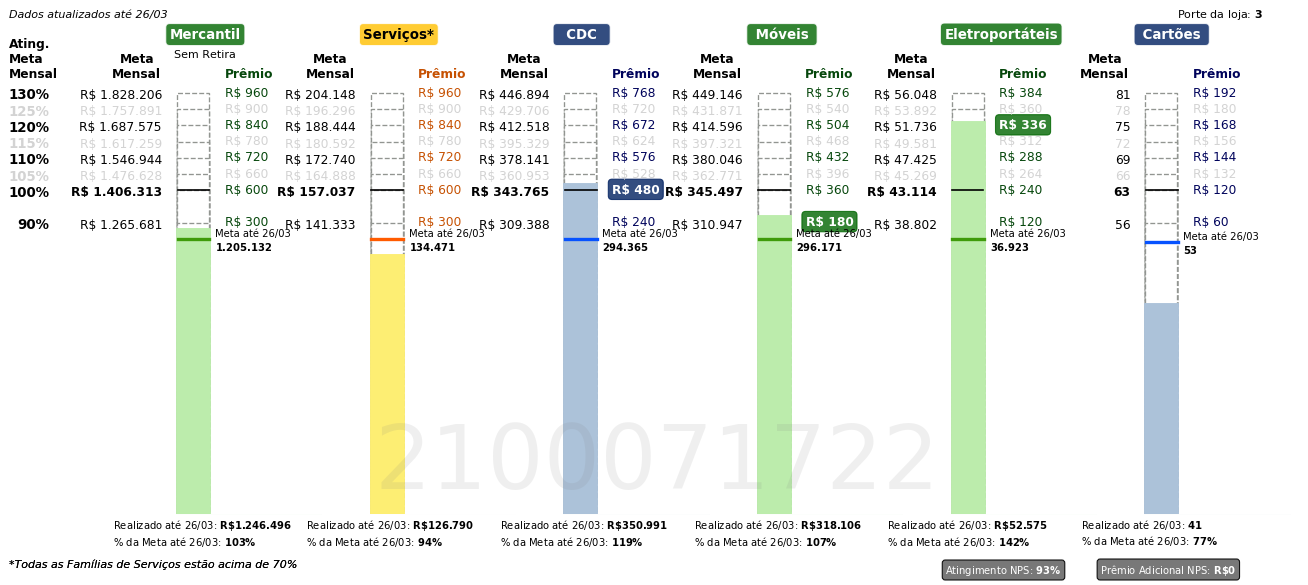 Dados atualizados até 26/03 Porte da loja: 3
Mercantil Serviços* CDC Móveis Eletroportáteis Cartões
Sem Retira
Ating. Meta Mensal Meta Mensal Prêmio Meta Mensal Prêmio Meta Mensal Prêmio Meta Mensal Prêmio Meta Mensal Prêmio Meta Mensal Prêmio
130% R$ 1.828.206 R$ 960 R$ 204.148 R$ 960 R$ 446.894 R$ 768 R$ 449.146 R$ 576 R$ 56.048 R$ 384 81 R$ 192
125% R$ 1.757.891 R$ 900 R$ 196.296 R$ 900 R$ 429.706 R$ 720 R$ 431.871 R$ 540 R$ 53.892 R$ 360 78 R$ 180
120% R$ 1.687.575 R$ 840 R$ 188.444 R$ 840 R$ 412.518 R$ 672 R$ 414.596 R$ 504 R$ 51.736 R$ 336 75 R$ 168
115% R$ 1.617.259 R$ 780 R$ 180.592 R$ 780 R$ 395.329 R$ 624 R$ 397.321 R$ 468 R$ 49.581 R$ 312 72 R$ 156
110% R$ 1.546.944 R$ 720 R$ 172.740 R$ 720 R$ 378.141 R$ 576 R$ 380.046 R$ 432 R$ 47.425 R$ 288 69 R$ 144
105% R$ 1.476.628 R$ 660 R$ 164.888 R$ 660 R$ 360.953 R$ 528 R$ 362.771 R$ 396 R$ 45.269 R$ 264 66 R$ 132
100% R$ 1.406.313 R$ 600 R$ 157.037 R$ 600 R$ 343.765 R$ 480 R$ 345.497 R$ 360 R$ 43.114 R$ 240 63 R$ 120
90% R$ 1.265.681 R$ 300 R$ 141.333 R$ 300 R$ 309.388 R$ 240 R$ 310.947 R$ 180 R$ 38.802 R$ 120 56 R$ 60
Meta até 26/03 Meta até 26/03 Meta até 26/03 Meta até 26/03 Meta até 26/03 Meta até 26/03
1.205.132 134.471 294.365 296.171 36.923 53
2100071722
Realizado até 26/03: R$1.246.496 Realizado até 26/03: R$126.790 Realizado até 26/03: R$350.991 Realizado até 26/03: R$318.106 Realizado até 26/03: R$52.575 Realizado até 26/03: 41
% da Meta até 26/03: 103% % da Meta até 26/03: 94% % da Meta até 26/03: 119% % da Meta até 26/03: 107% % da Meta até 26/03: 142% % da Meta até 26/03: 77%
*Todas as Famílias de Serviços estão acima de 70% Atingimento NPS: 93% Prêmio Adicional NPS: R$0